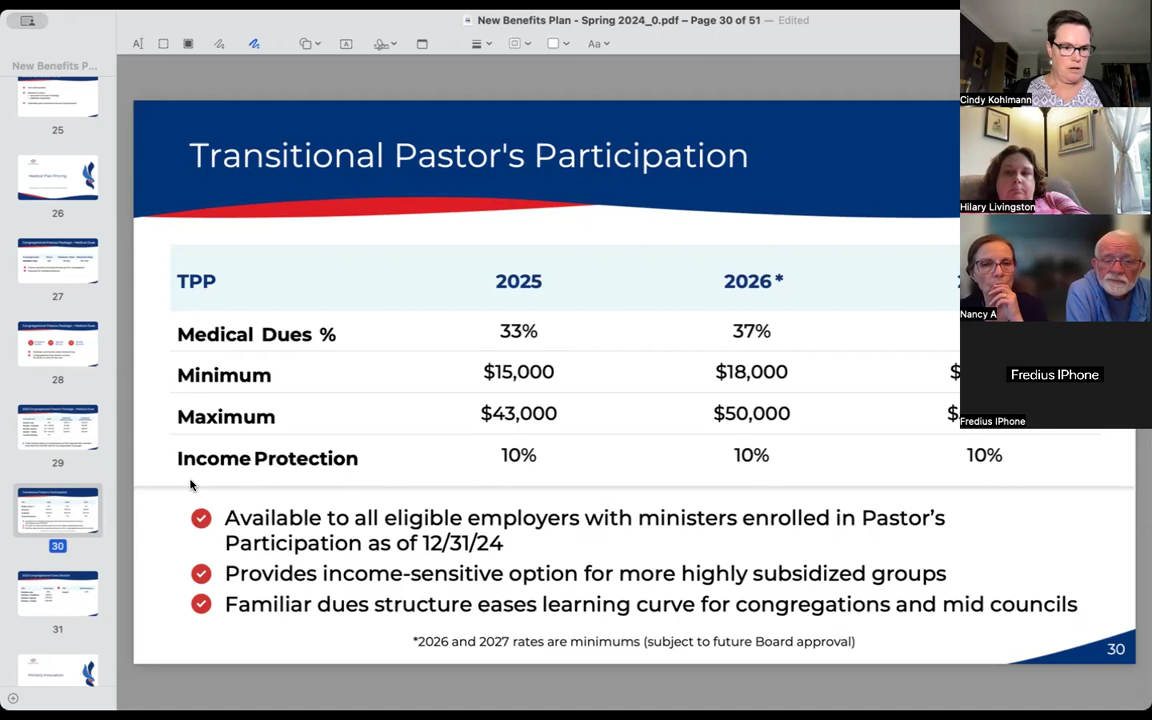 New Benefits Plan - Spring 2024_0.pdf – Page 30 of 51 — Edited
New Benefits P...
25
Medical Plan Pricing
26
27
28
29
30
31
Transitional Pastor's Participation
TPP 2025 2026*
Medical Dues % 33% 37%
Minimum $15,000 $18,000 $
Maximum $43,000 $50,000 $
Income Protection 10% 10% 10%
Available to all eligible employers with ministers enrolled in Pastor’s
Participation as of 12/31/24
Provides income-sensitive option for more highly subsidized groups
Familiar dues structure eases learning curve for congregations and mid councils
*2026 and 2027 rates are minimums (subject to future Board approval)
30
Cindy Kohlmann
Hilary Livingston
Nancy A
Fredius IPhone
Fredius IPhone
Aa
A